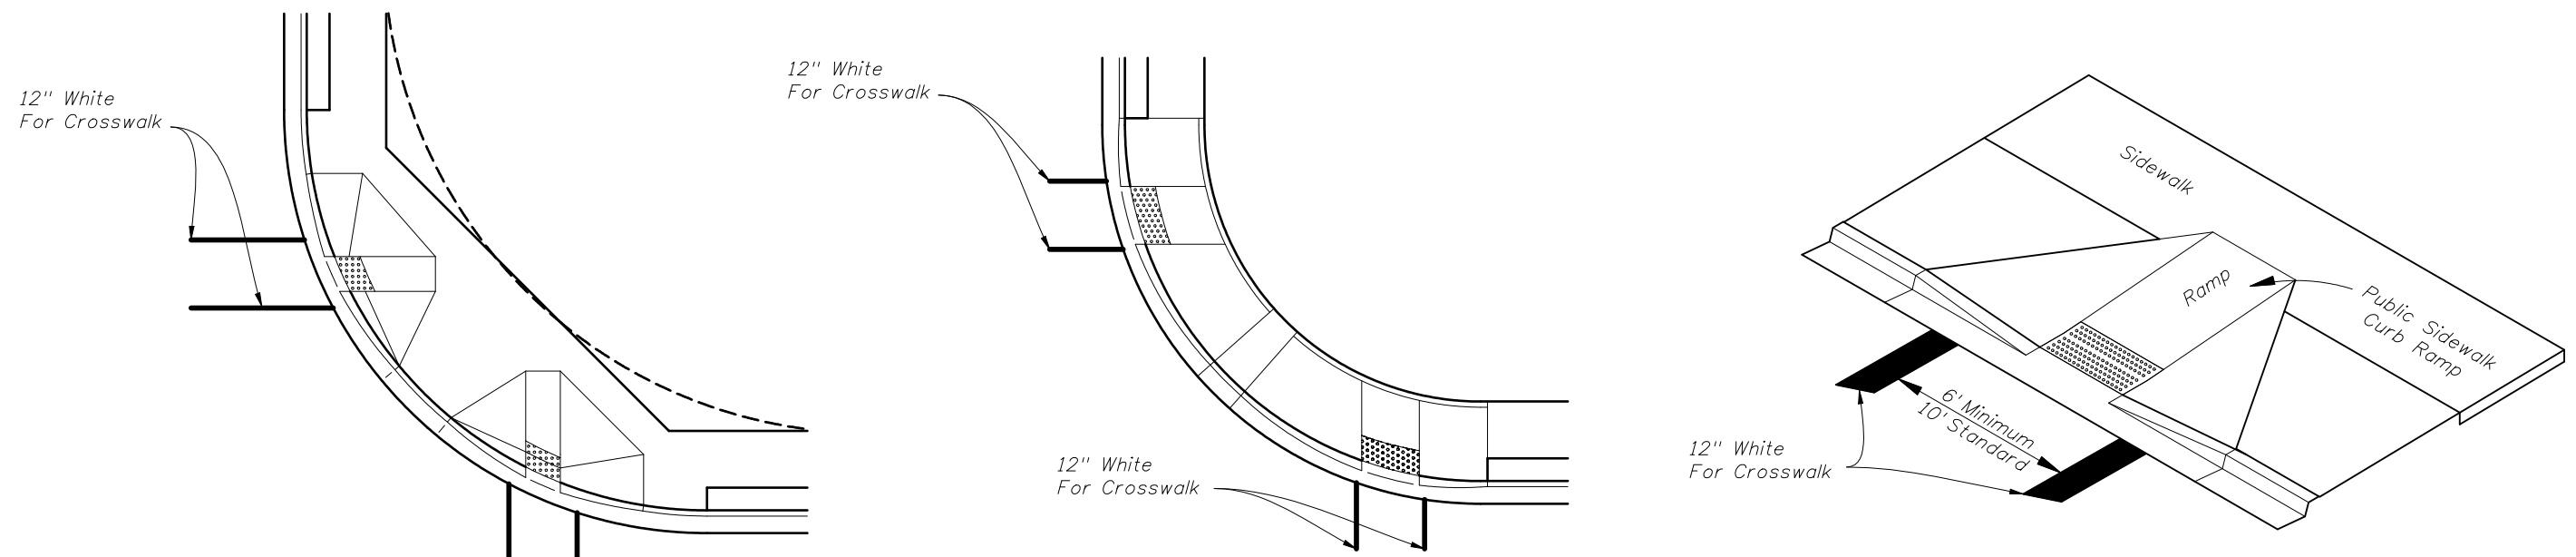 12" White
For Crosswalk
12" White
For Crosswalk
12" White
For Crosswalk
Sidewalk
Ramp
Public Sidewalk
Curb Ramp
6' Minimum
10' Standard
12" White
For Crosswalk